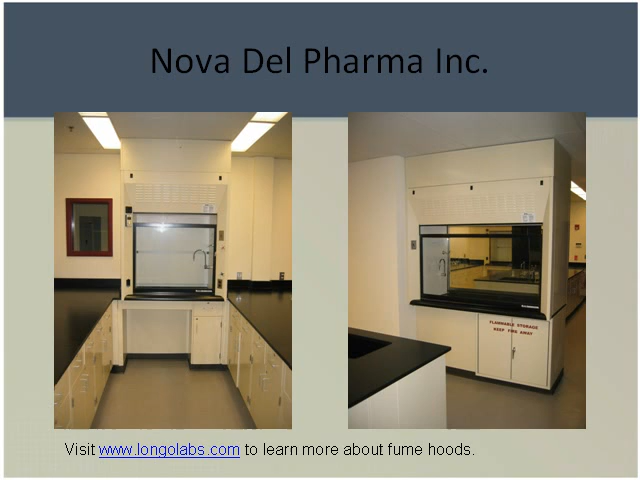 Nova Del Pharma Inc.
FLAMMABLE STORAGE
KEEP FIRE AWAY
Visit www.longolabs.com to learn more about fume hoods.